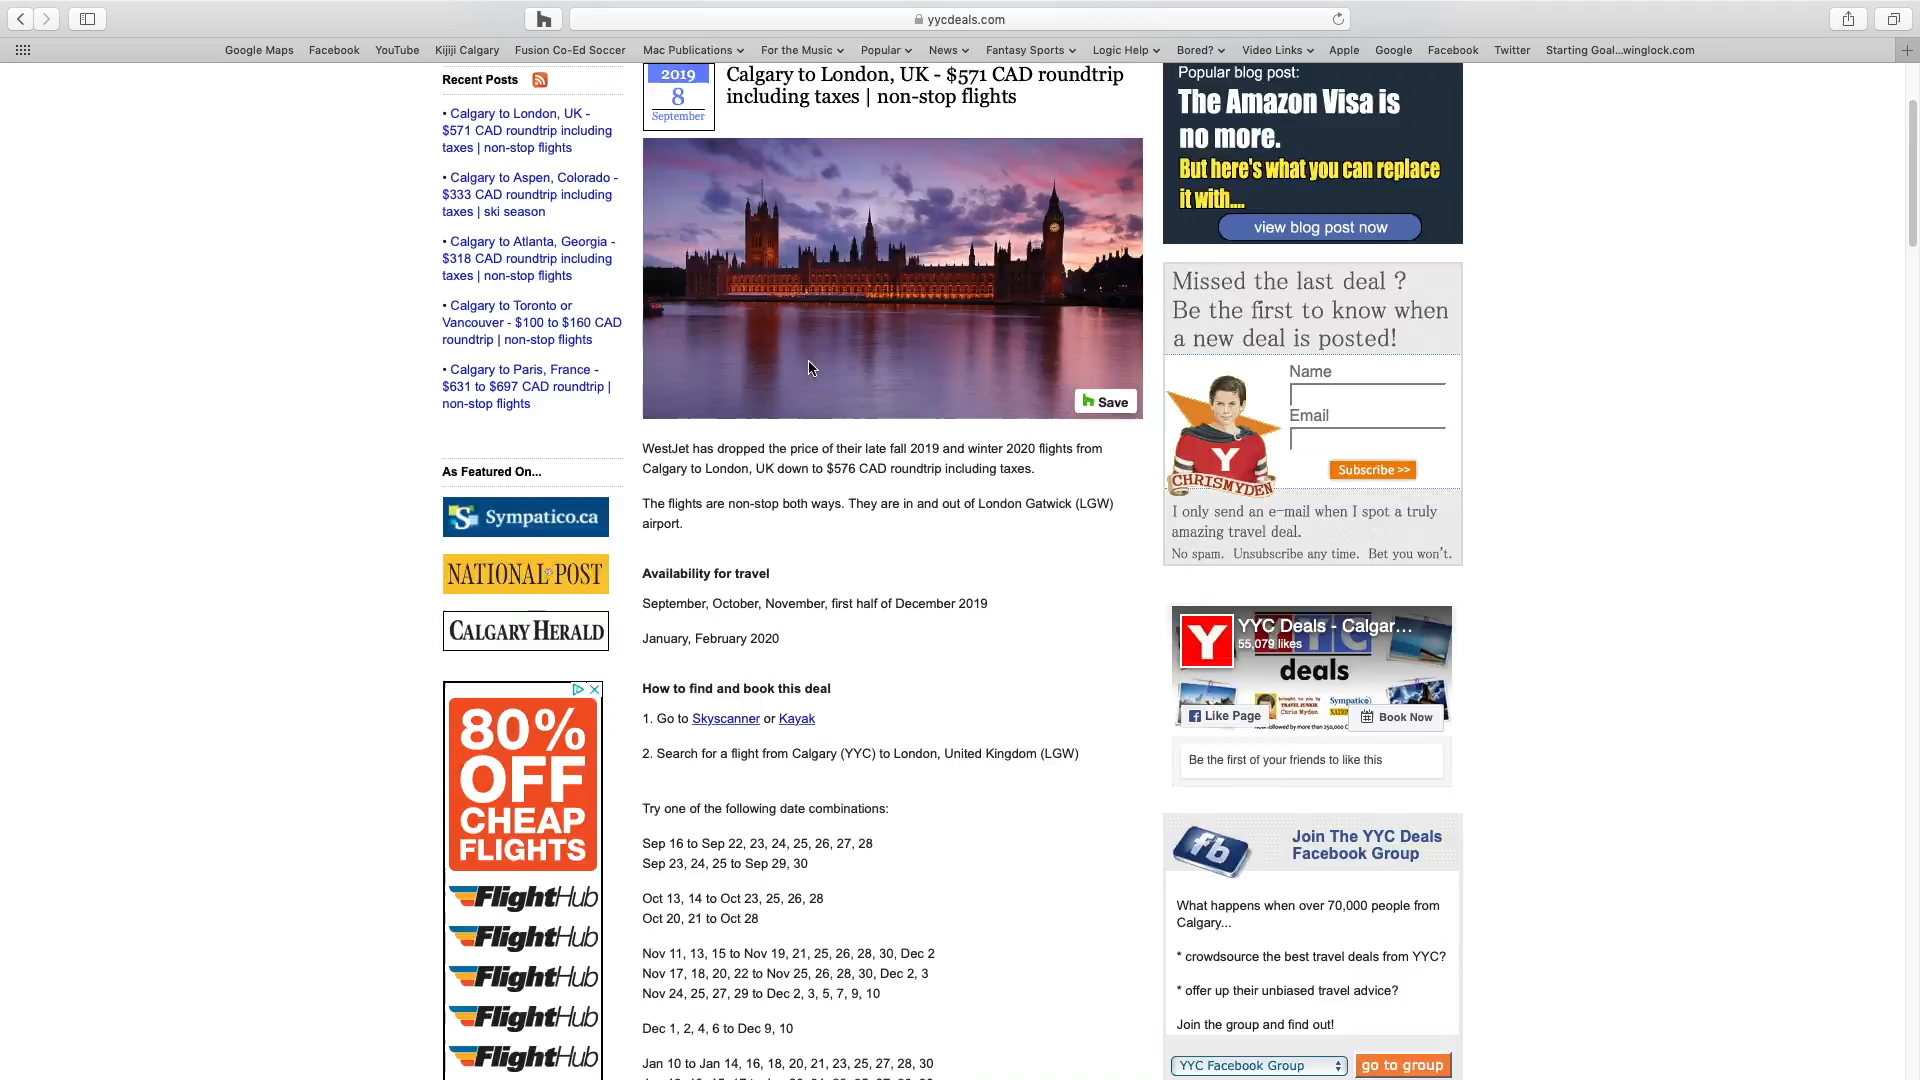 yycdeals.com
Google Maps Facebook YouTube Kijiji Calgary Fusion Co-Ed Soccer Mac Publications For the Music Popular News Fantasy Sports Logic Help Bored? Video Links Apple Google Facebook Twitter Starting Goal...winglock.com
Recent Posts
• Calgary to London, UK -
$571 CAD roundtrip including
taxes | non-stop flights
• Calgary to Aspen, Colorado -
$333 CAD roundtrip including
taxes | ski season
• Calgary to Atlanta, Georgia -
$318 CAD roundtrip including
taxes | non-stop flights
• Calgary to Toronto or
Vancouver - $100 to $160 CAD
roundtrip | non-stop flights
• Calgary to Paris, France -
$631 to $697 CAD roundtrip |
non-stop flights
As Featured On...
Sympatico.ca
NATIONAL POST
CALGARY HERALD
80%
OFF
CHEAP
FLIGHTS
FlightHub
FlightHub
FlightHub
FlightHub
FlightHub
2019
8
September
Calgary to London, UK - $571 CAD roundtrip
including taxes | non-stop flights
Save
WestJet has dropped the price of their late fall 2019 and winter 2020 flights from
Calgary to London, UK down to $576 CAD roundtrip including taxes.
The flights are non-stop both ways. They are in and out of London Gatwick (LGW)
airport.
Availability for travel
September, October, November, first half of December 2019
January, February 2020
How to find and book this deal
1. Go to Skyscanner or Kayak
2. Search for a flight from Calgary (YYC) to London, United Kingdom (LGW)
Try one of the following date combinations:
Sep 16 to Sep 22, 23, 24, 25, 26, 27, 28
Sep 23, 24, 25 to Sep 29, 30
Oct 13, 14 to Oct 23, 25, 26, 28
Oct 20, 21 to Oct 28
Nov 11, 13, 15 to Nov 19, 21, 25, 26, 28, 30, Dec 2
Nov 17, 18, 20, 22 to Nov 25, 26, 28, 30, Dec 2, 3
Nov 24, 25, 27, 29 to Dec 2, 3, 5, 7, 9, 10
Dec 1, 2, 4, 6 to Dec 9, 10
Jan 10 to Jan 14, 16, 18, 20, 21, 23, 25, 27, 28, 30
Popular blog post:
The Amazon Visa is
no more.
But here's what you can replace
it with....
view blog post now
Missed the last deal ?
Be the first to know when
a new deal is posted!
Name
Email
Subscribe >>
Y
CHRISMYDEN
I only send an e-mail when I spot a truly
amazing travel deal.
No spam. Unsubscribe any time. Bet you won't.
Y
YYC Deals - Calgar...
55,079 likes
deals
Sympatico
Like Page
Book Now
Be the first of your friends to like this
fb
Join The YYC Deals
Facebook Group
What happens when over 70,000 people from
Calgary...
* crowdsource the best travel deals from YYC?
* offer up their unbiased travel advice?
Join the group and find out!
YYC Facebook Group
go to group